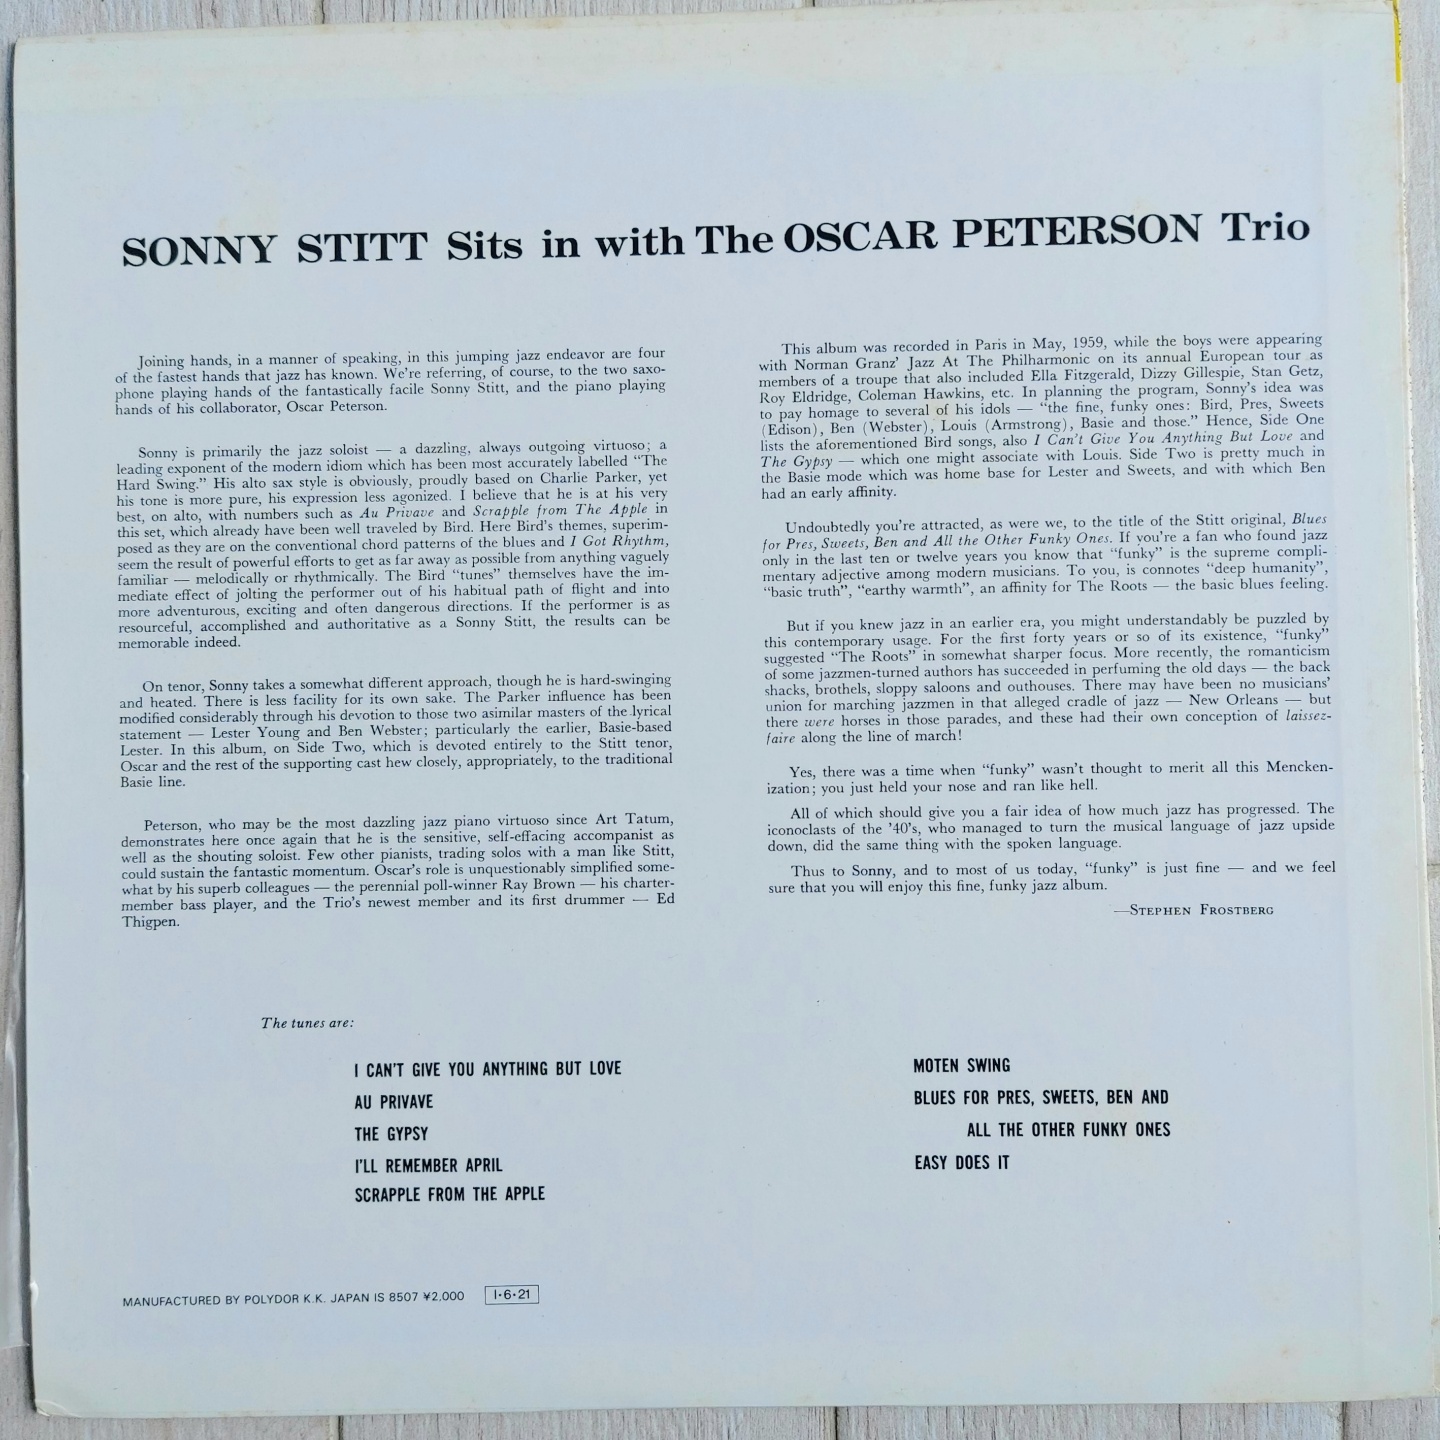 SONNY STITT Sits in with The OSCAR PETERSON Trio
Joining hands, in a manner of speaking, in this jumping jazz endeavor are four
of the fastest hands that jazz has known. We're referring, of course, to the two saxo-
phone playing hands of the fantastically facile Sonny Stitt, and the piano playing
hands of his collaborator, Oscar Peterson.
Sonny is primarily the jazz soloist — a dazzling, always outgoing virtuoso; a
leading exponent of the modern idiom which has been most accurately labelled "The
Hard Swing." His alto sax style is obviously, proudly based on Charlie Parker, yet
his tone is more pure, his expression less agonized. I believe that he is at his very
best, on alto, with numbers such as Au Privave and Scrapple from The Apple in
this set, which already have been well traveled by Bird. Here Bird's themes, superim-
posed as they are on the conventional chord patterns of the blues and I Got Rhythm,
seem the result of powerful efforts to get as far away as possible from anything vaguely
familiar — melodically or rhythmically. The Bird "tunes" themselves have the im-
mediate effect of jolting the performer out of his habitual path of flight and into
more adventurous, exciting and often dangerous directions. If the performer is as
resourceful, accomplished and authoritative as a Sonny Stitt, the results can be
memorable indeed.
On tenor, Sonny takes a somewhat different approach, though he is hard-swinging
and heated. There is less facility for its own sake. The Parker influence has been
modified considerably through his devotion to those two asimilar masters of the lyrical
statement — Lester Young and Ben Webster; particularly the earlier, Basie-based
Lester. In this album, on Side Two, which is devoted entirely to the Stitt tenor,
Oscar and the rest of the supporting cast hew closely, appropriately, to the traditional
Basie line.
Peterson, who may be the most dazzling jazz piano virtuoso since Art Tatum,
demonstrates here once again that he is the sensitive, self-effacing accompanist as
well as the shouting soloist. Few other pianists, trading solos with a man like Stitt,
could sustain the fantastic momentum. Oscar's role is unquestionably simplified some-
what by his superb colleagues — the perennial poll-winner Ray Brown — his charter-
member bass player, and the Trio's newest member and its first drummer — Ed
Thigpen.
This album was recorded in Paris in May, 1959, while the boys were appearing
with Norman Granz' Jazz At The Philharmonic on its annual European tour as
members of a troupe that also included Ella Fitzgerald, Dizzy Gillespie, Stan Getz,
Roy Eldridge, Coleman Hawkins, etc. In planning the program, Sonny's idea was
to pay homage to several of his idols — "the fine, funky ones: Bird, Pres, Sweets
(Edison), Ben (Webster), Louis (Armstrong), Basie and those." Hence, Side One
lists the aforementioned Bird songs, also I Can't Give You Anything But Love and
The Gypsy — which one might associate with Louis. Side Two is pretty much in
the Basie mode which was home base for Lester and Sweets, and with which Ben
had an early affinity.
Undoubtedly you're attracted, as were we, to the title of the Stitt original, Blues
for Pres, Sweets, Ben and All the Other Funky Ones. If you're a fan who found jazz
only in the last ten or twelve years you know that "funky" is the supreme compli-
mentary adjective among modern musicians. To you, is connotes "deep humanity",
"basic truth", "earthy warmth", an affinity for The Roots — the basic blues feeling.
But if you knew jazz in an earlier era, you might understandably be puzzled by
this contemporary usage. For the first forty years or so of its existence, "funky"
suggested "The Roots" in somewhat sharper focus. More recently, the romanticism
of some jazzmen-turned authors has succeeded in perfuming the old days — the back
shacks, brothels, sloppy saloons and outhouses. There may have been no musicians'
union for marching jazzmen in that alleged cradle of jazz — New Orleans — but
there were horses in those parades, and these had their own conception of laissez-
faire along the line of march!
Yes, there was a time when "funky" wasn't thought to merit all this Mencken-
ization; you just held your nose and ran like hell.
All of which should give you a fair idea of how much jazz has progressed. The
iconoclasts of the '40's, who managed to turn the musical language of jazz upside
down, did the same thing with the spoken language.
Thus to Sonny, and to most of us today, "funky" is just fine — and we feel
sure that you will enjoy this fine, funky jazz album.
—STEPHEN FROSTBERG
The tunes are:
I CAN'T GIVE YOU ANYTHING BUT LOVE
AU PRIVAVE
THE GYPSY
I'LL REMEMBER APRIL
SCRAPPLE FROM THE APPLE
MOTEN SWING
BLUES FOR PRES, SWEETS, BEN AND
ALL THE OTHER FUNKY ONES
EASY DOES IT
MANUFACTURED BY POLYDOR K.K. JAPAN IS 8507 ¥2,000 I·6·21